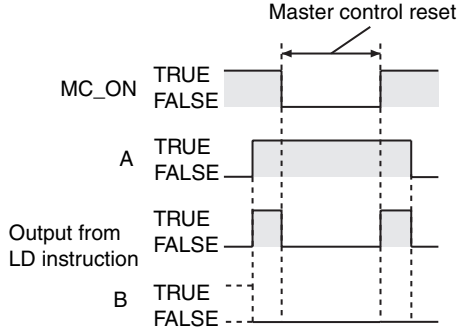 Master control reset
MC_ON
TRUE
FALSE
A
TRUE
FALSE
Output from
LD instruction
TRUE
FALSE
B
TRUE
FALSE